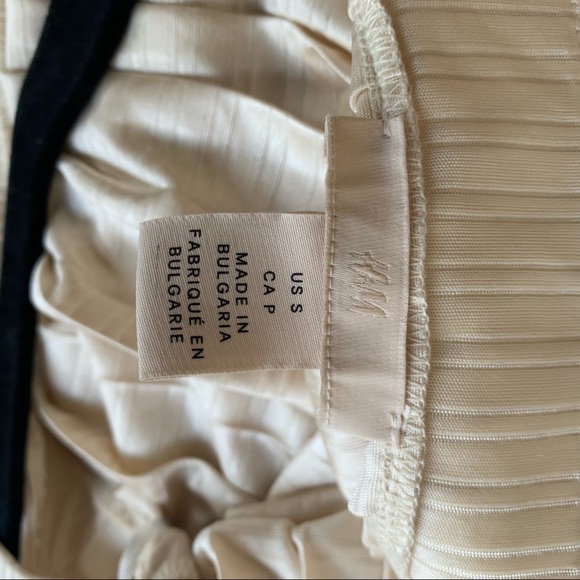 H&M
US S
CA P
MADE IN
BULGARIA
FABRIQUÉ EN
BULGARIE